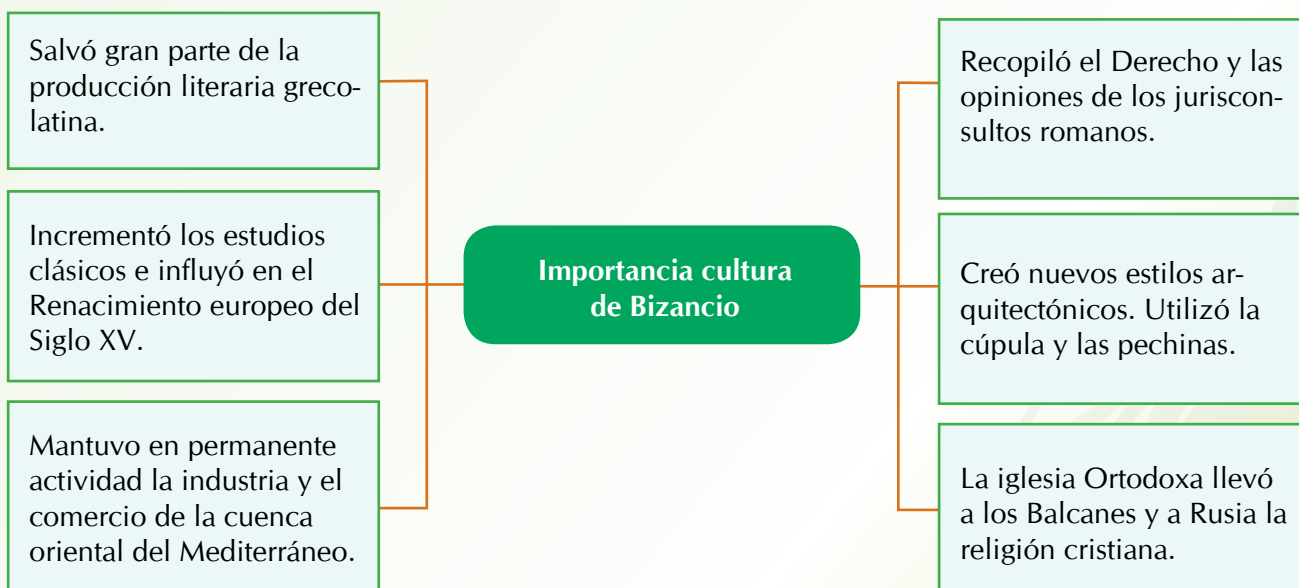 Salvó gran parte de la
producción literaria greco-
latina.
Incrementó los estudios
clásicos e influyó en el
Renacimiento europeo del
Siglo XV.
Mantuvo en permanente
actividad la industria y el
comercio de la cuenca
oriental del Mediterráneo.
Importancia cultura
de Bizancio
Recopiló el Derecho y las
opiniones de los juriscon-
sultos romanos.
Creó nuevos estilos ar-
quitectónicos. Utilizó la
cúpula y las pechinas.
La iglesia Ortodoxa llevó
a los Balcanes y a Rusia la
religión cristiana.